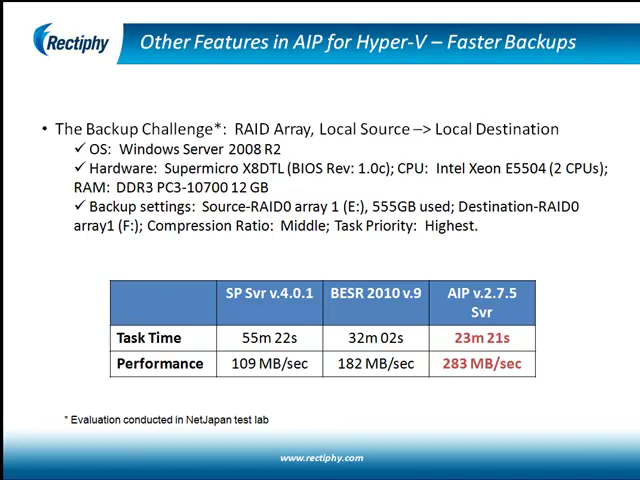 Rectiphy
Other Features in AIP for Hyper-V – Faster Backups
• The Backup Challenge*: RAID Array, Local Source –> Local Destination
✓ OS: Windows Server 2008 R2
✓ Hardware: Supermicro X8DTL (BIOS Rev: 1.0c); CPU: Intel Xeon E5504 (2 CPUs);
RAM: DDR3 PC3-10700 12 GB
✓ Backup settings: Source-RAID0 array 1 (E:), 555GB used; Destination-RAID0
array1 (F:); Compression Ratio: Middle; Task Priority: Highest.
SP Svr v.4.0.1 BESR 2010 v.9 AIP v.2.7.5
Svr
Task Time 55m 22s 32m 02s 23m 21s
Performance 109 MB/sec 182 MB/sec 283 MB/sec
* Evaluation conducted in NetJapan test lab
www.rectiphy.com